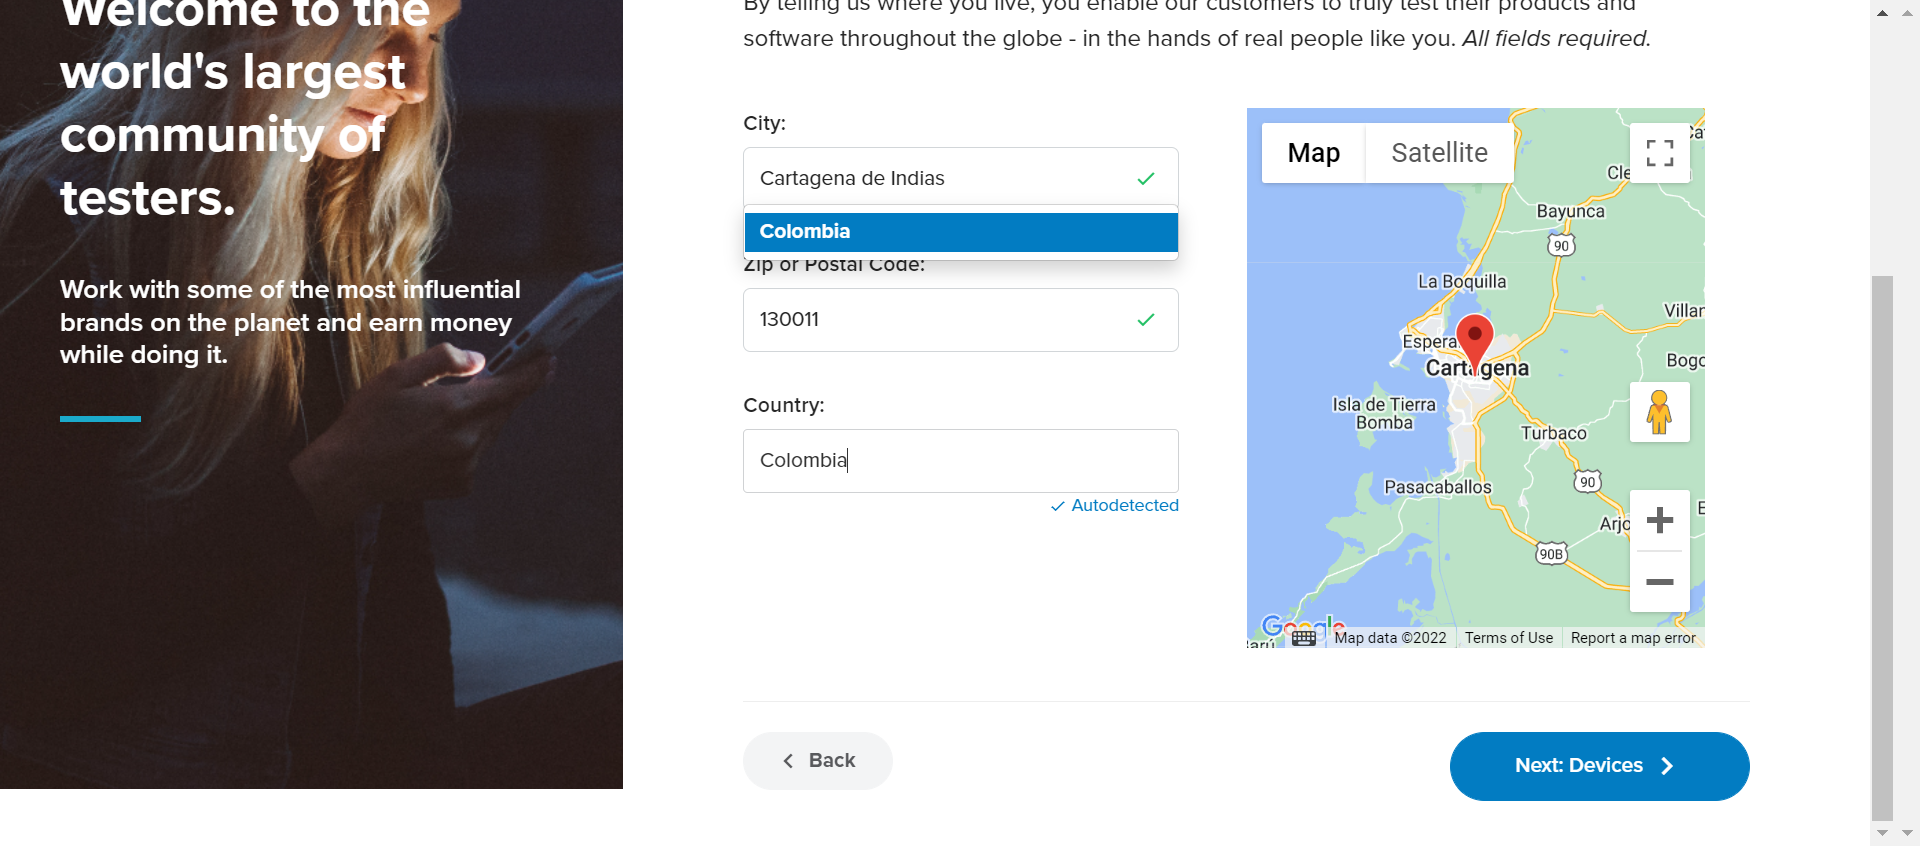 Welcome to the
world's largest
community of
testers.
Work with some of the most influential
brands on the planet and earn money
while doing it.
By telling us where you live, you enable our customers to truly test their products and
software throughout the globe - in the hands of real people like you. All fields required.
City:
Cartagena de Indias
Colombia
Zip or Postal Code:
130011
Country:
Colombia
Autodetected
Map
Satellite
Bayunca
90
La Boquilla
Cartagena
Isla de Tierra
Bomba
Turbaco
90
Pasacaballos
90B
Google
Map data ©2022
Terms of Use
Report a map error
Back
Next: Devices